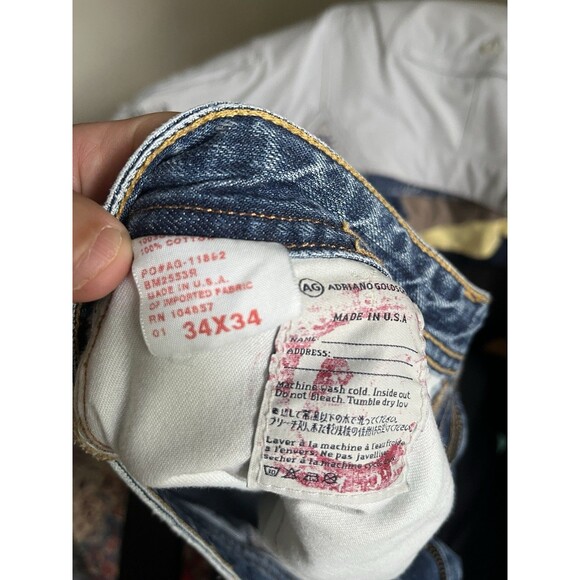 100% COTTON
PO#AG-11882
BM2553R
MADE IN U.S.A.
OF IMPORTED FABRIC
RN 104857
01 34X34
AG ADRIANO GOLDS
MADE IN U.S.A
NAME:
ADDRESS:
Machine wash cold. Inside out
Do not Bleach. Tumble dry low
Laver à la machine à l'eau froide
à l'envers. Ne pas javelliser
Sécher à la machine